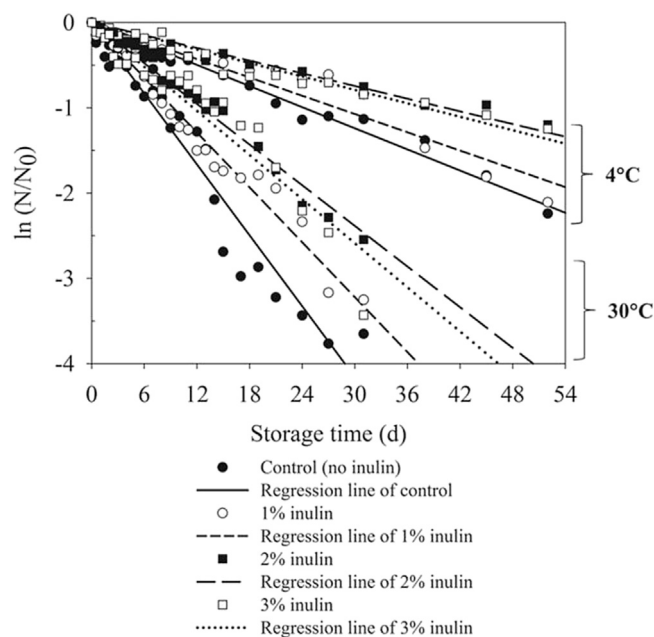 0
-1
-2
-3
-4
ln (N/N0)
4°C
30°C
0 6 12 18 24 30 36 42 48 54
Storage time (d)
Control (no inulin)
Regression line of control
1% inulin
Regression line of 1% inulin
2% inulin
Regression line of 2% inulin
3% inulin
Regression line of 3% inulin